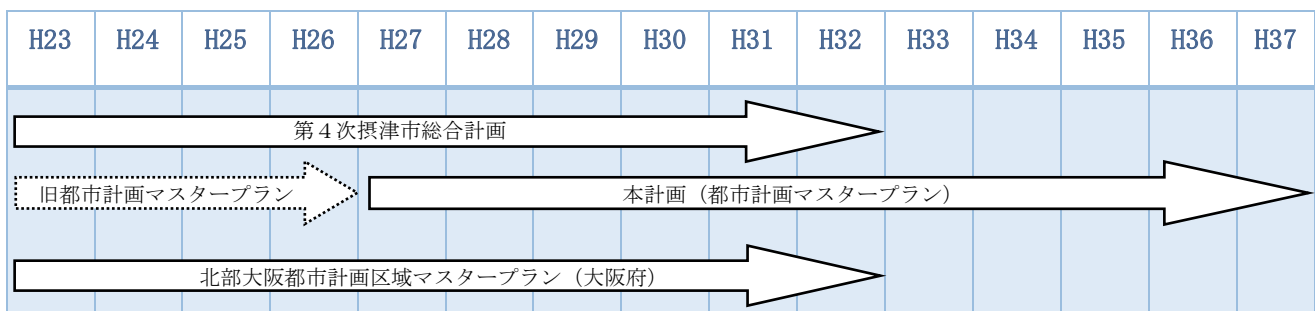 H23 H24 H25 H26 H27 H28 H29 H30 H31 H32 H33 H34 H35 H36 H37
第4次摂津市総合計画
旧都市計画マスタープラン 本計画（都市計画マスタープラン）
北部大阪都市計画区域マスタープラン（大阪府）